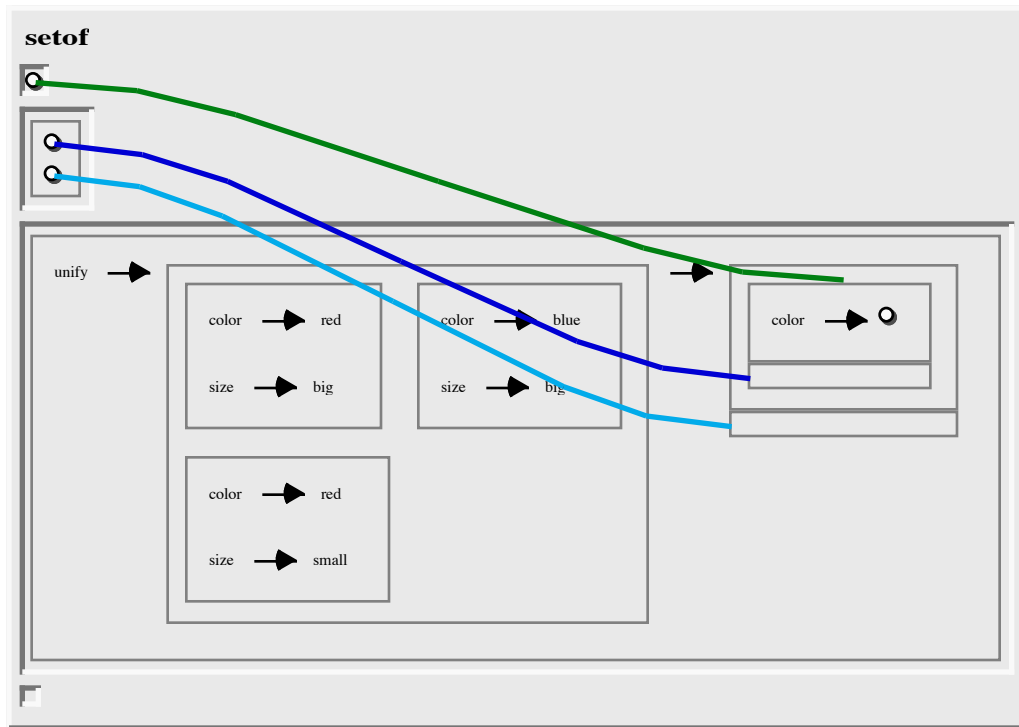 setof
unify
color red
color blue
color
size big
size big
color red
size small